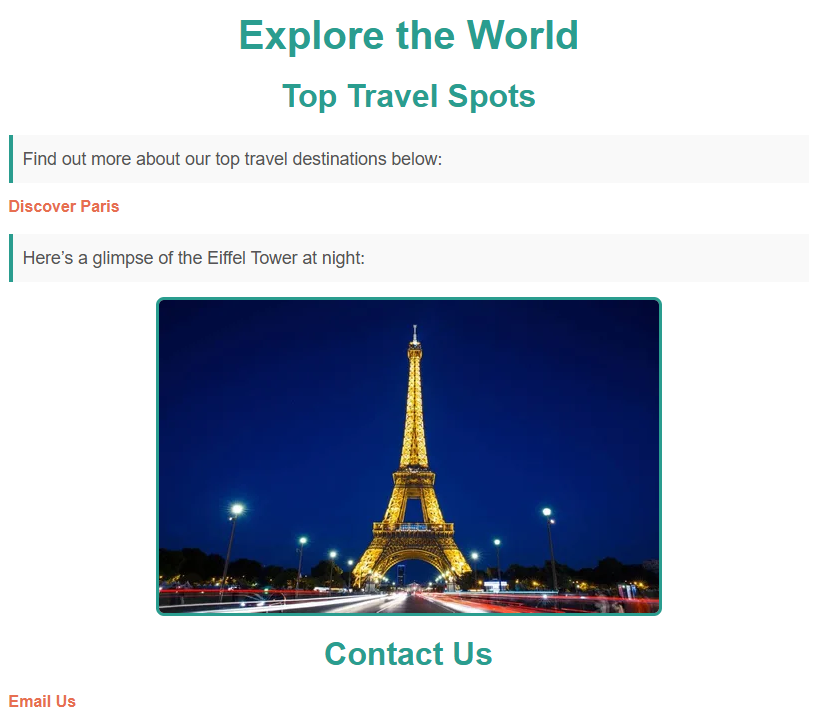 Explore the World
Top Travel Spots
Find out more about our top travel destinations below:
Discover Paris
Here’s a glimpse of the Eiffel Tower at night:
Contact Us
Email Us